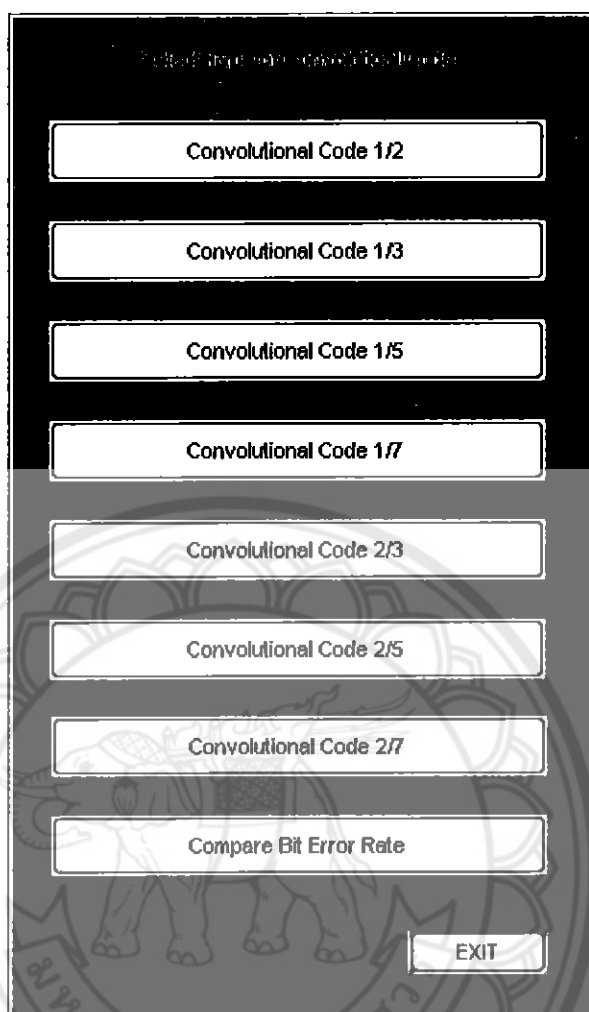 Convolutional Code 1/2
Convolutional Code 1/3
Convolutional Code 1/5
Convolutional Code 1/7
Convolutional Code 2/3
Convolutional Code 2/5
Convolutional Code 2/7
Compare Bit Error Rate
EXIT